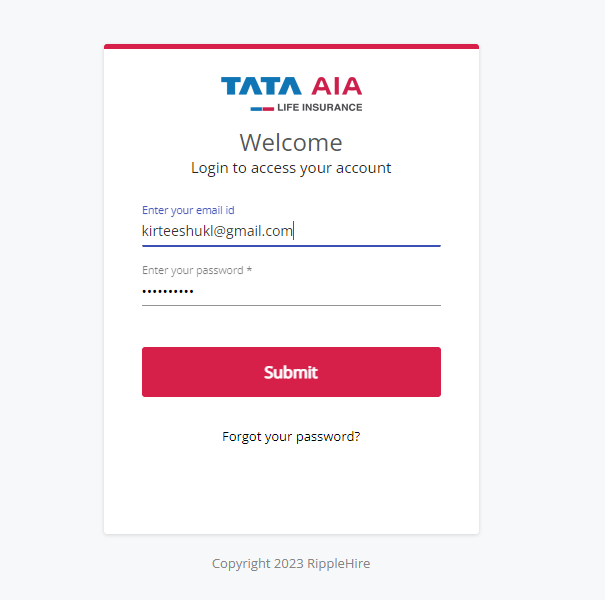 TATA AIA
LIFE INSURANCE
Welcome
Login to access your account
Enter your email id
kirteeshukl@gmail.com
Enter your password *
••••••••••
Submit
Forgot your password?
Copyright 2023 RippleHire